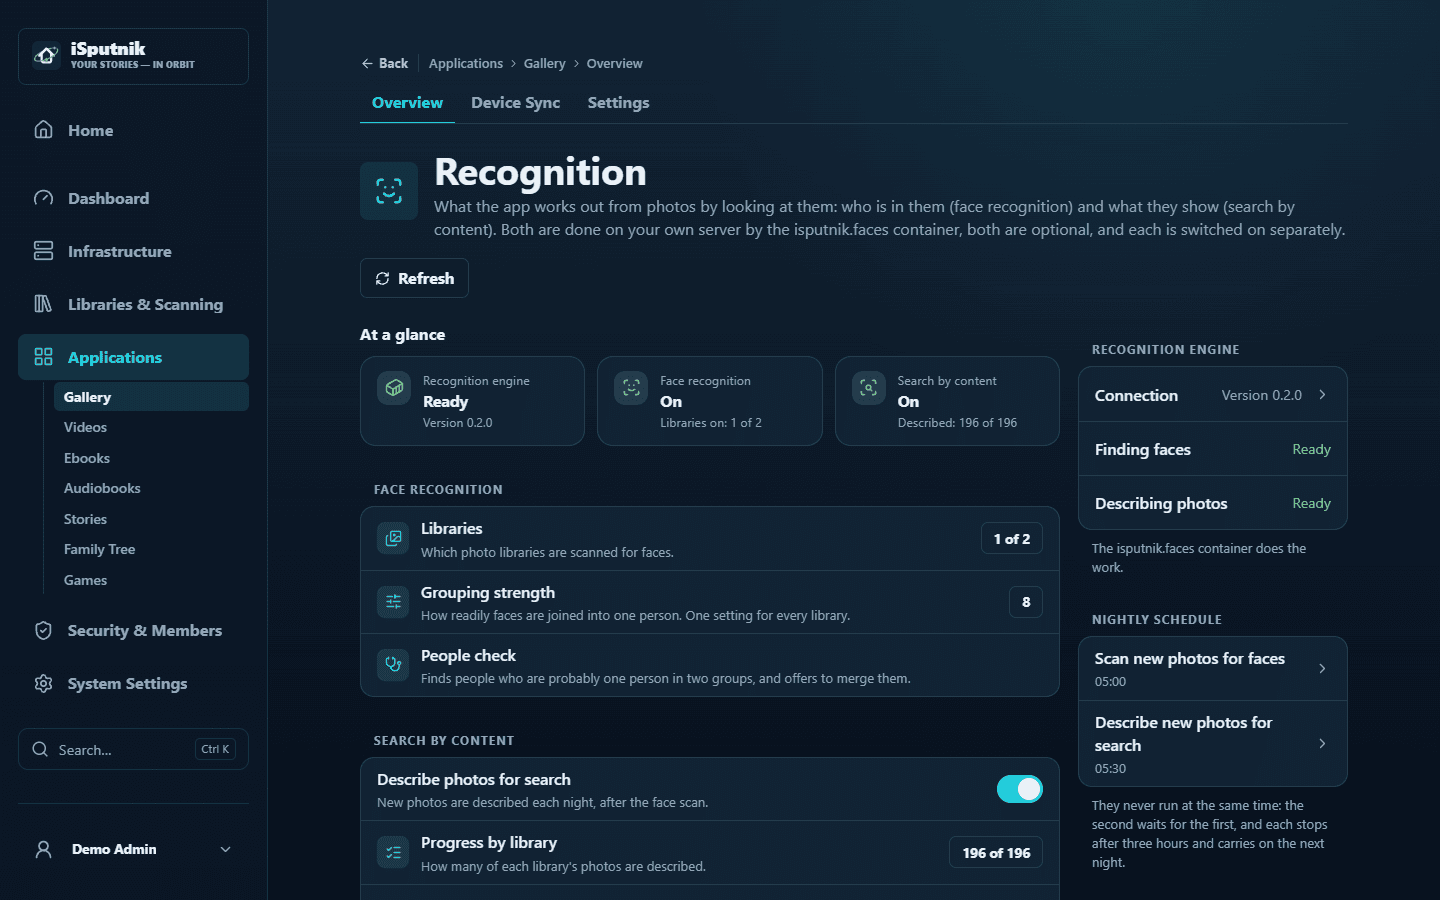 iSputnik
YOUR STORIES — IN ORBIT
Home
Dashboard
Infrastructure
Libraries & Scanning
Applications
Gallery
Videos
Ebooks
Audiobooks
Stories
Family Tree
Games
Security & Members
System Settings
Search... Ctrl K
Demo Admin
Back Applications > Gallery > Overview
Overview Device Sync Settings
Recognition
What the app works out from photos by looking at them: who is in them (face recognition) and what they show (search by
content). Both are done on your own server by the isputnik.faces container, both are optional, and each is switched on separately.
Refresh
At a glance
Recognition engine
Ready
Version 0.2.0
Face recognition
On
Libraries on: 1 of 2
Search by content
On
Described: 196 of 196
FACE RECOGNITION
Libraries
Which photo libraries are scanned for faces.
1 of 2
Grouping strength
How readily faces are joined into one person. One setting for every library.
8
People check
Finds people who are probably one person in two groups, and offers to merge them.
SEARCH BY CONTENT
Describe photos for search
New photos are described each night, after the face scan.
Progress by library
How many of each library's photos are described.
196 of 196
RECOGNITION ENGINE
Connection Version 0.2.0
Finding faces Ready
Describing photos Ready
The isputnik.faces container does the
work.
NIGHTLY SCHEDULE
Scan new photos for faces
05:00
Describe new photos for
search
05:30
They never run at the same time: the
second waits for the first, and each stops
after three hours and carries on the next
night.